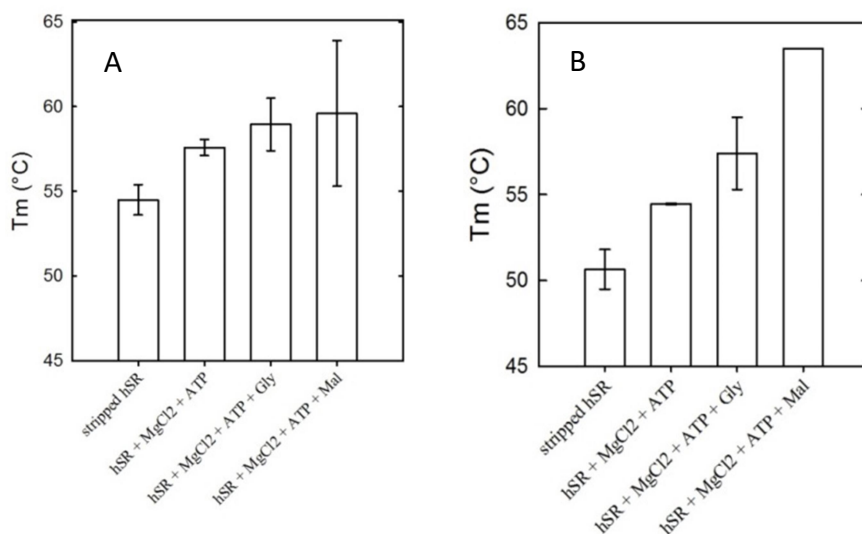 A
65
60
55
50
45
Tm (°C)
stripped hSR
hSR + MgCl2 + ATP
hSR + MgCl2 + ATP + Gly
hSR + MgCl2 + ATP + Mal
B
65
60
55
50
45
Tm (°C)
stripped hSR
hSR + MgCl2 + ATP
hSR + MgCl2 + ATP + Gly
hSR + MgCl2 + ATP + Mal